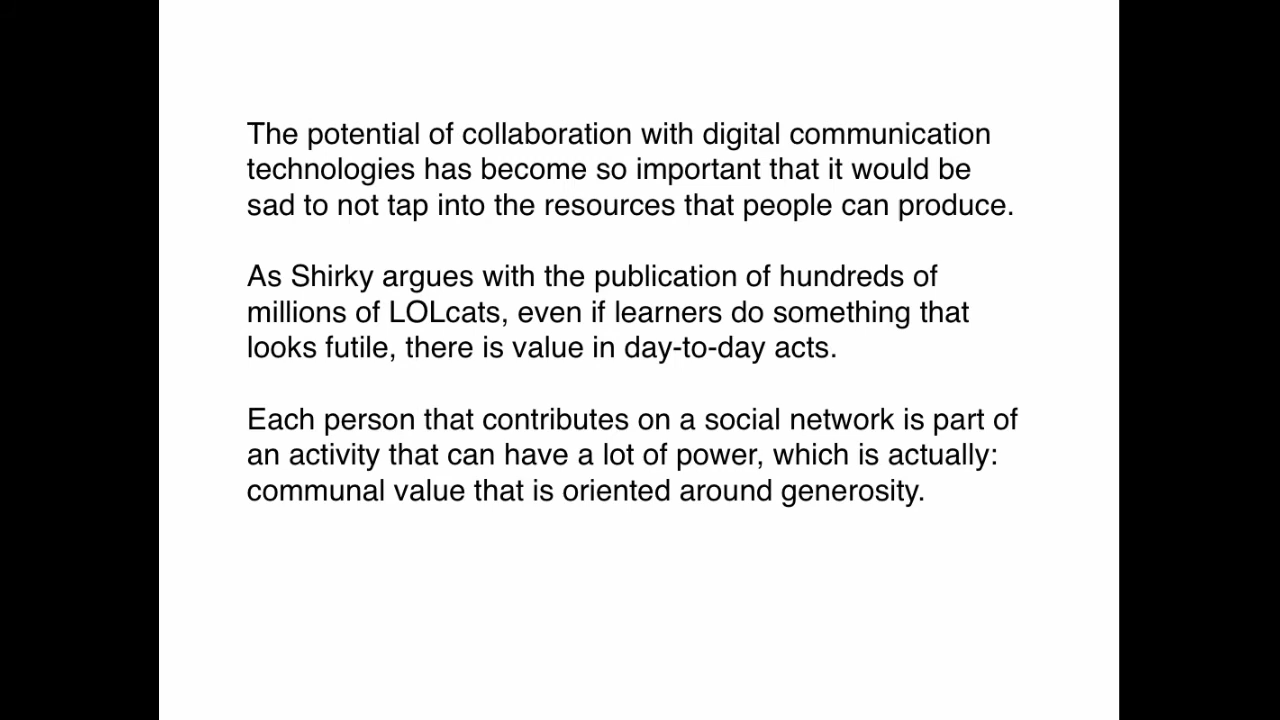 The potential of collaboration with digital communication
technologies has become so important that it would be
sad to not tap into the resources that people can produce.
As Shirky argues with the publication of hundreds of
millions of LOLcats, even if learners do something that
looks futile, there is value in day-to-day acts.
Each person that contributes on a social network is part of
an activity that can have a lot of power, which is actually:
communal value that is oriented around generosity.